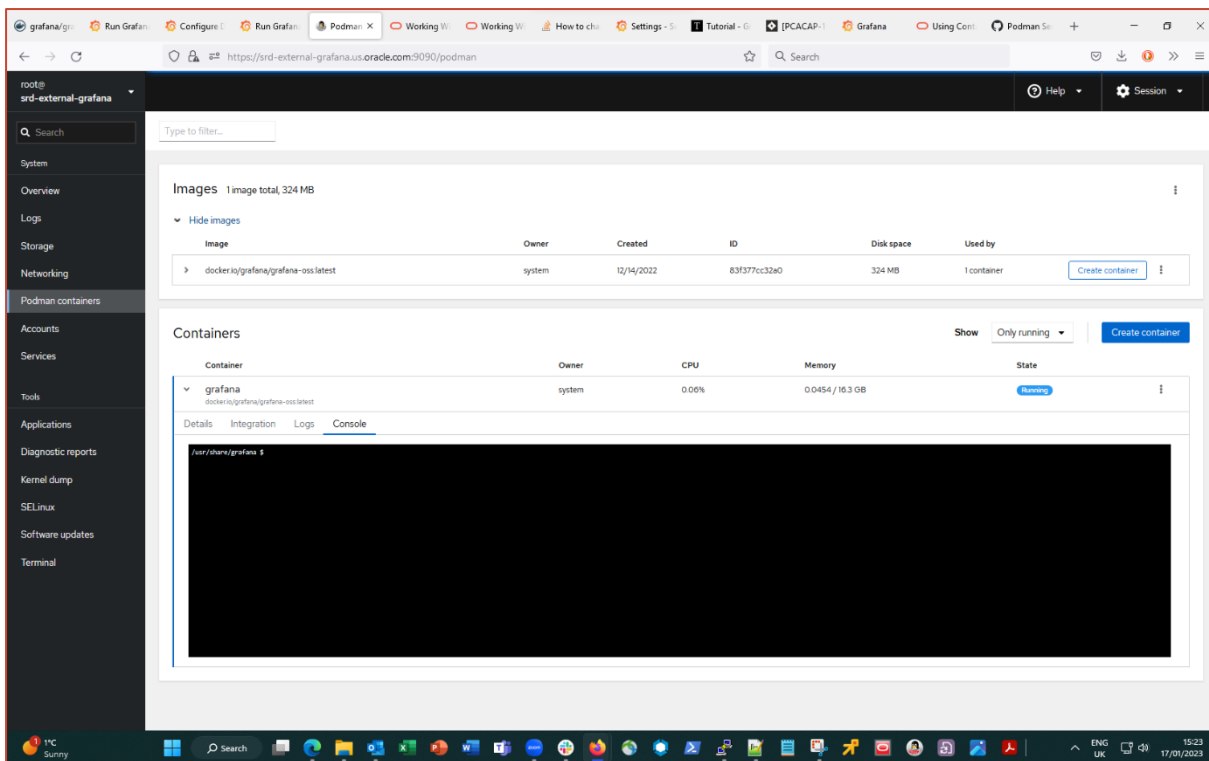 grafana/gra
Run Grafan
Configure D
Run Grafan
Podman
Working Wi
Working Wi
How to cha
Settings - S
Tutorial - G
[PCACAP-1
Grafana
Using Cont
Podman Se
https://srd-external-grafana.us.oracle.com:9090/podman
Search
root@
srd-external-grafana
Help
Session
Search
Type to filter...
System
Overview
Logs
Storage
Networking
Podman containers
Accounts
Services
Tools
Applications
Diagnostic reports
Kernel dump
SELinux
Software updates
Terminal
Images 1 image total, 324 MB
Hide images
Image Owner Created ID Disk space Used by
docker.io/grafana/grafana-oss:latest system 12/14/2022 83f377cc32a0 324 MB 1 container Create container
Containers Show Only running Create container
Container Owner CPU Memory State
grafana system 0.06% 0.0454 / 16.3 GB Running
docker.io/grafana/grafana-oss:latest
Details Integration Logs Console
/usr/share/grafana $
1
1°C
Sunny
Search
ENG
UK
15:23
17/01/2023